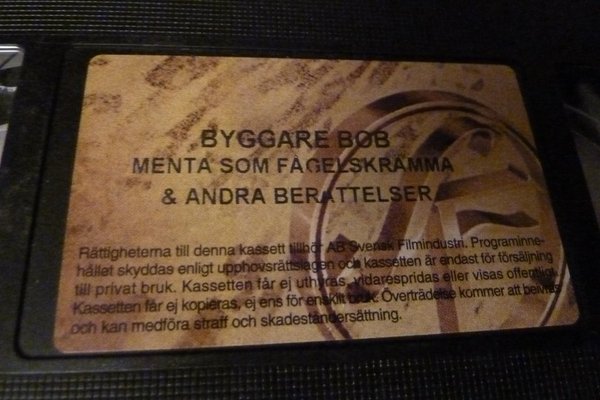 BYGGARE BOB
MENTA SOM FÅGELSKRÄMMA
& ANDRA BERÄTTELSER
Rättigheterna till denna kassett tillhör AB Svensk Filmindustri. Programinne-
hållet skyddas enligt upphovsrättslagen och kassetten är endast för försäljning
till privat bruk. Kassetten får ej uthyras, vidarespridas eller visas offentligt.
Kassetten får ej kopieras, ej ens för enskilt bruk. Överträdelse kommer att beivras
och kan medföra straff och skadeståndersättning.